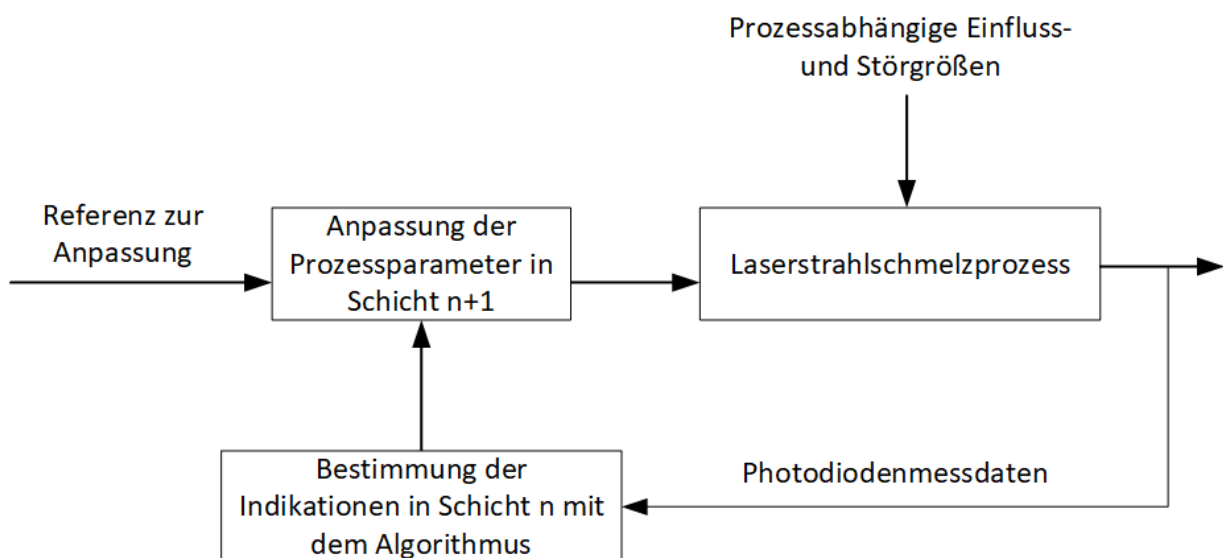 Prozessabhängige Einfluss-
und Störgrößen
Referenz zur
Anpassung
Anpassung der
Prozessparameter in
Schicht n+1
Laserstrahlschmelzprozess
Bestimmung der
Indikationen in Schicht n mit
dem Algorithmus
Photodiodenmessdaten